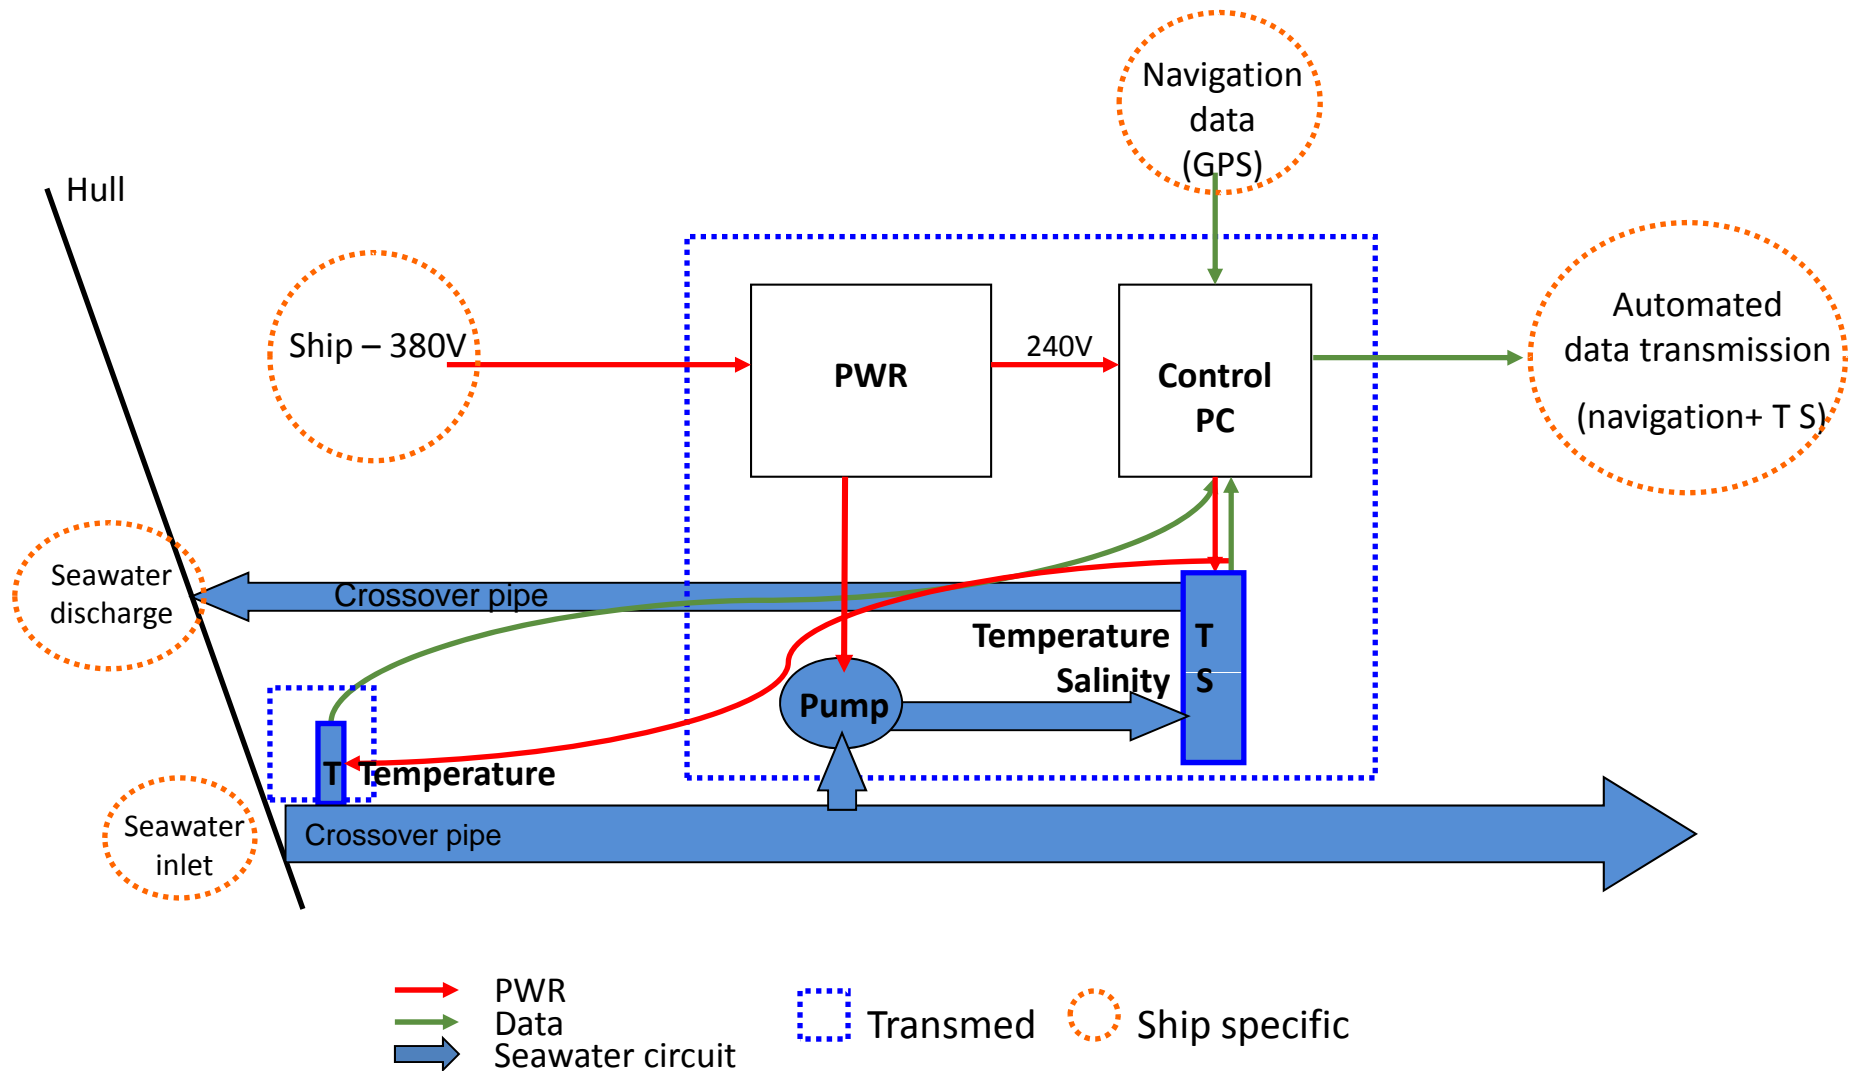 Navigation
data
(GPS)
Hull
Ship – 380V
PWR
240V
Control
PC
Automated
data transmission
(navigation+ T S)
Seawater
discharge
Crossover pipe
Temperature T
Salinity S
Pump
T Temperature
Seawater
inlet
Crossover pipe
PWR
Data
Seawater circuit
Transmed
Ship specific